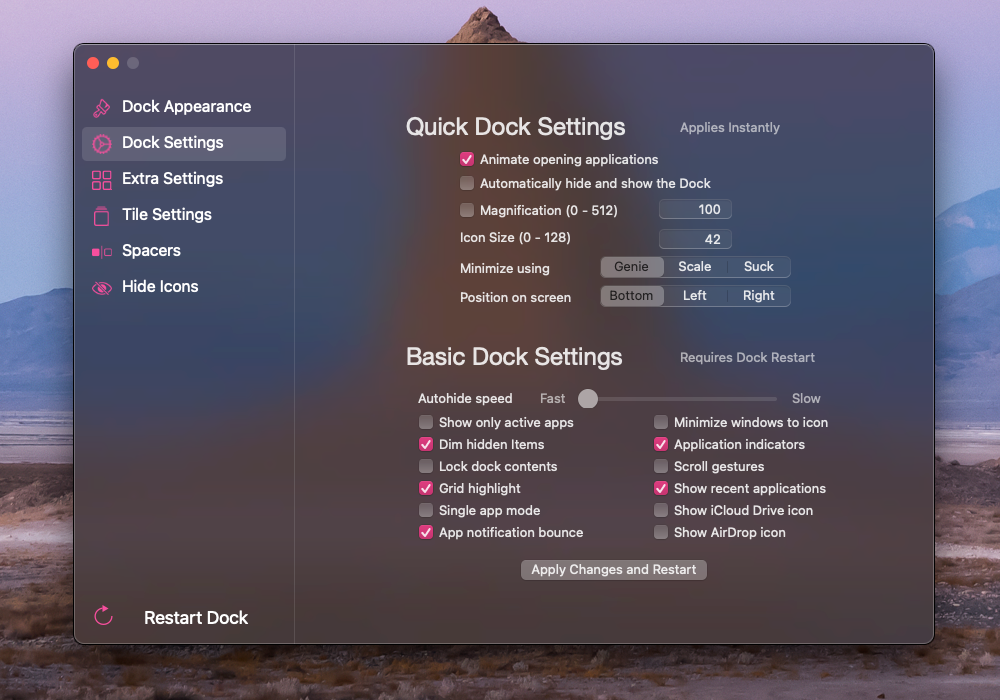 Dock Appearance
Dock Settings
Extra Settings
Tile Settings
Spacers
Hide Icons
Restart Dock
Quick Dock Settings Applies Instantly
Animate opening applications
Automatically hide and show the Dock
Magnification (0 - 512) 100
Icon Size (0 - 128) 42
Minimize using Genie Scale Suck
Position on screen Bottom Left Right
Basic Dock Settings Requires Dock Restart
Autohide speed Fast Slow
Show only active apps Minimize windows to icon
Dim hidden Items Application indicators
Lock dock contents Scroll gestures
Grid highlight Show recent applications
Single app mode Show iCloud Drive icon
App notification bounce Show AirDrop icon
Apply Changes and Restart